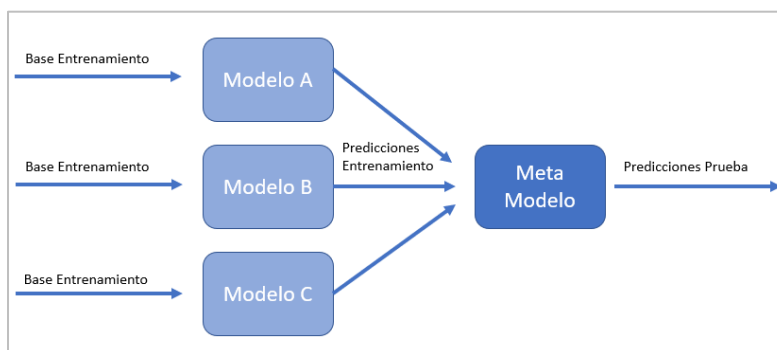 Base Entrenamiento
Modelo A
Base Entrenamiento
Modelo B
Predicciones
Entrenamiento
Meta
Modelo
Predicciones Prueba
Base Entrenamiento
Modelo C